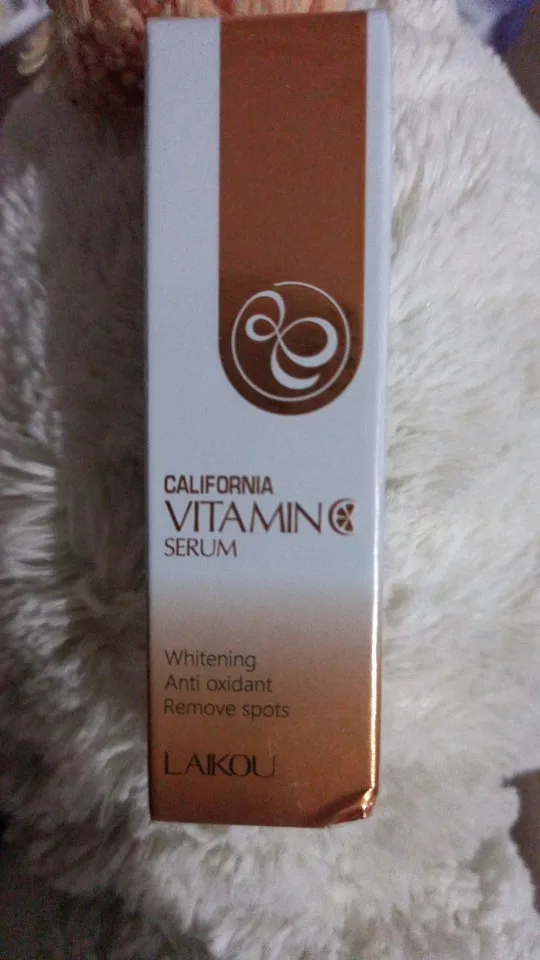 CALIFORNIA
VITAMIN C
SERUM
Whitening
Anti oxidant
Remove spots
LAIKOU